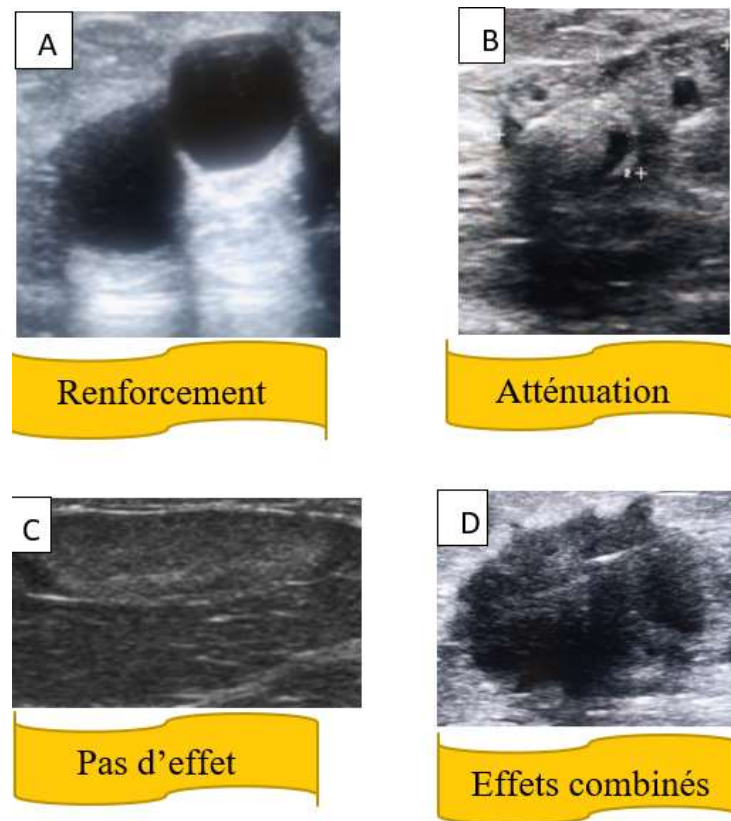 A
B
Renforcement
Atténuation
C
D
Pas d'effet
Effets combinés